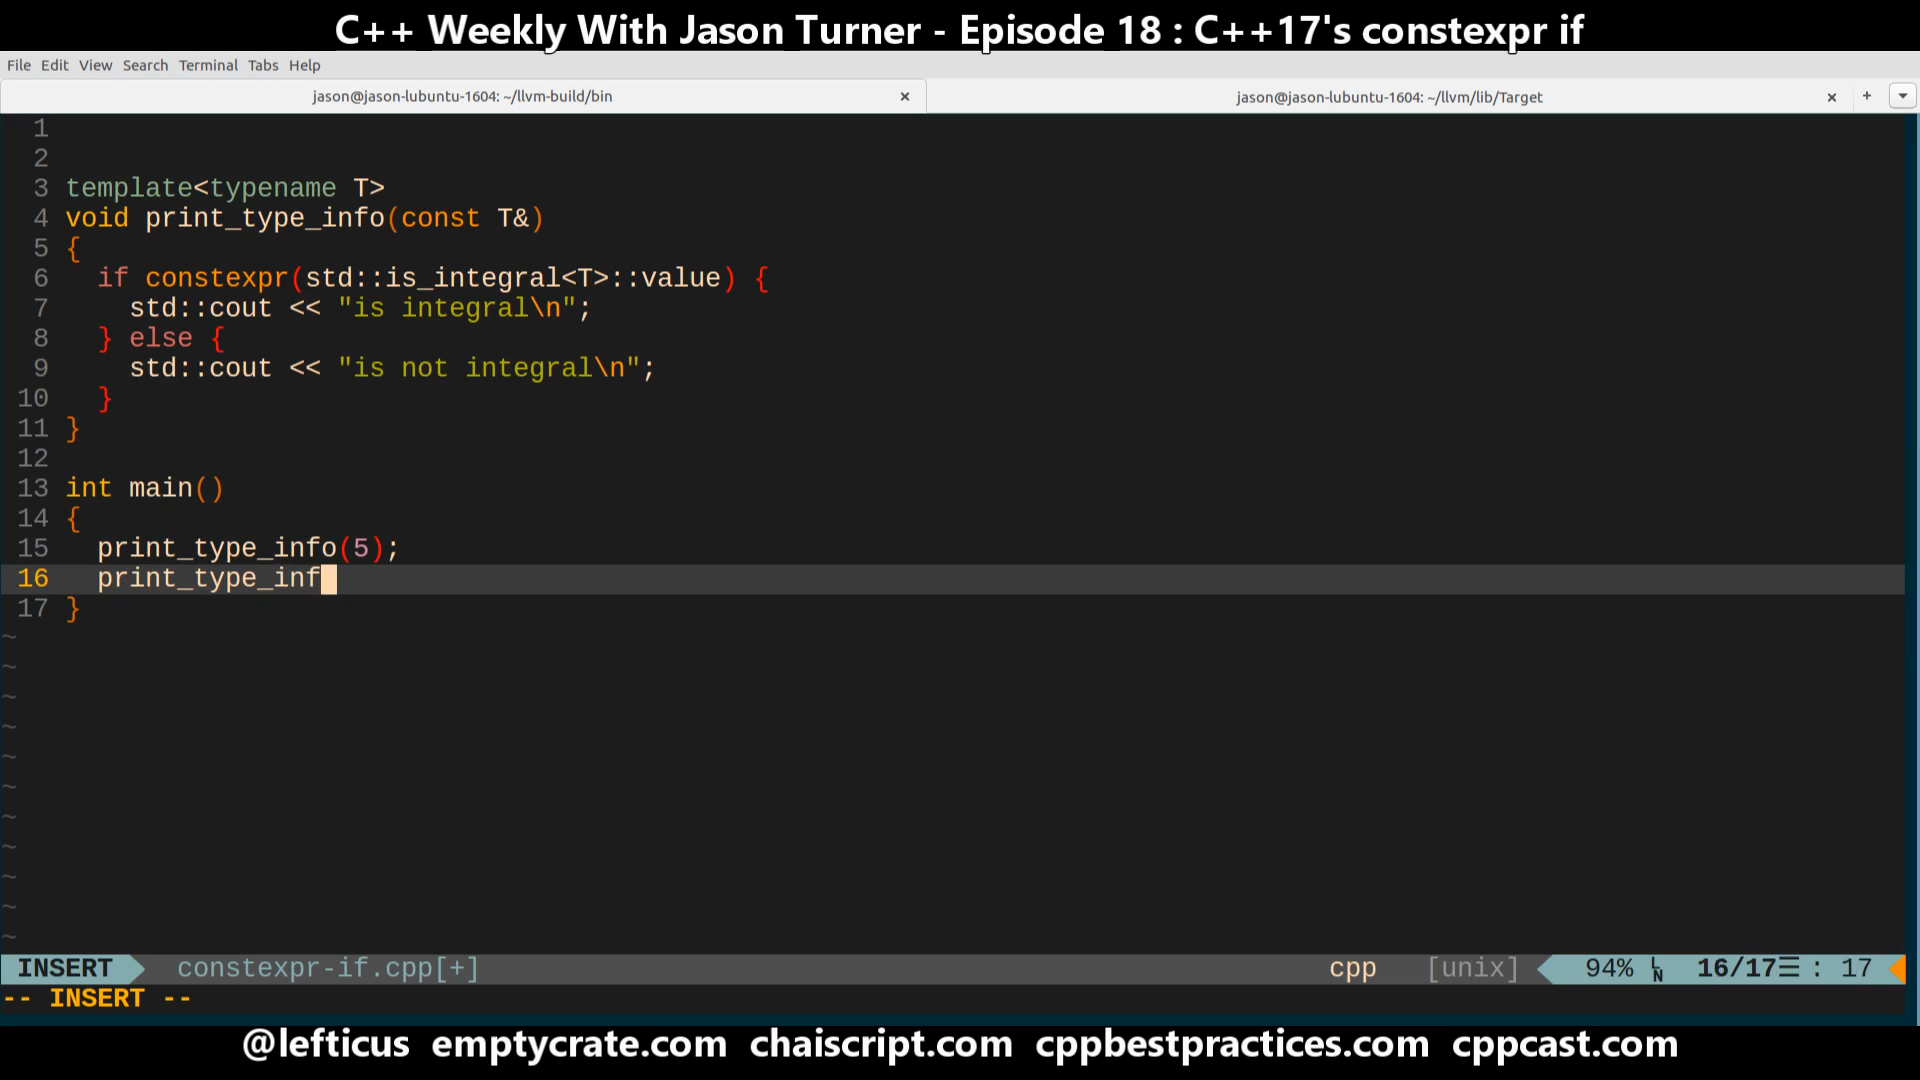 C++ Weekly With Jason Turner - Episode 18 : C++17's constexpr if
File Edit View Search Terminal Tabs Help
jason@jason-lubuntu-1604: ~/llvm-build/bin × jason@jason-lubuntu-1604: ~/llvm/lib/Target × +
1
2
3 template<typename T>
4 void print_type_info(const T&)
5 {
6   if constexpr(std::is_integral<T>::value) {
7     std::cout << "is integral\n";
8   } else {
9     std::cout << "is not integral\n";
10   }
11 }
12
13 int main()
14 {
15   print_type_info(5);
16   print_type_inf
17 }
~
~
~
~
~
~
~
~
~
~
~
INSERT constexpr-if.cpp[+] cpp [unix] 94% LN 16/17☰ : 17
-- INSERT --
@lefticus emptycrate.com chaiscript.com cppbestpractices.com cppcast.com